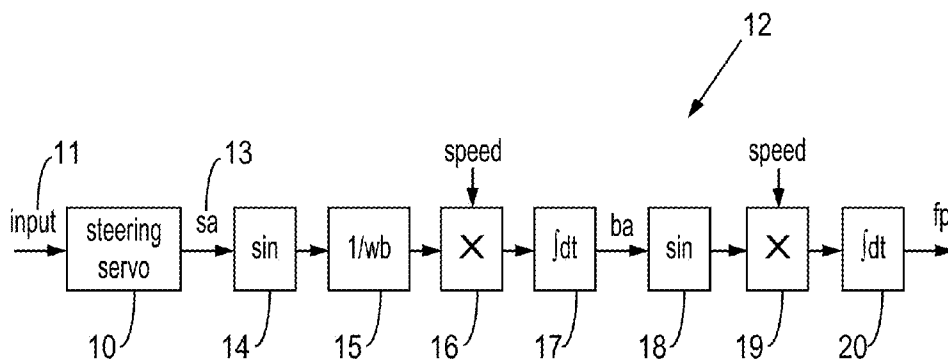 12
11
13
speed
speed
input
steering
servo
sa
sin
1/wb
X
∫dt
ba
sin
X
∫dt
fp
10
14
15
16
17
18
19
20